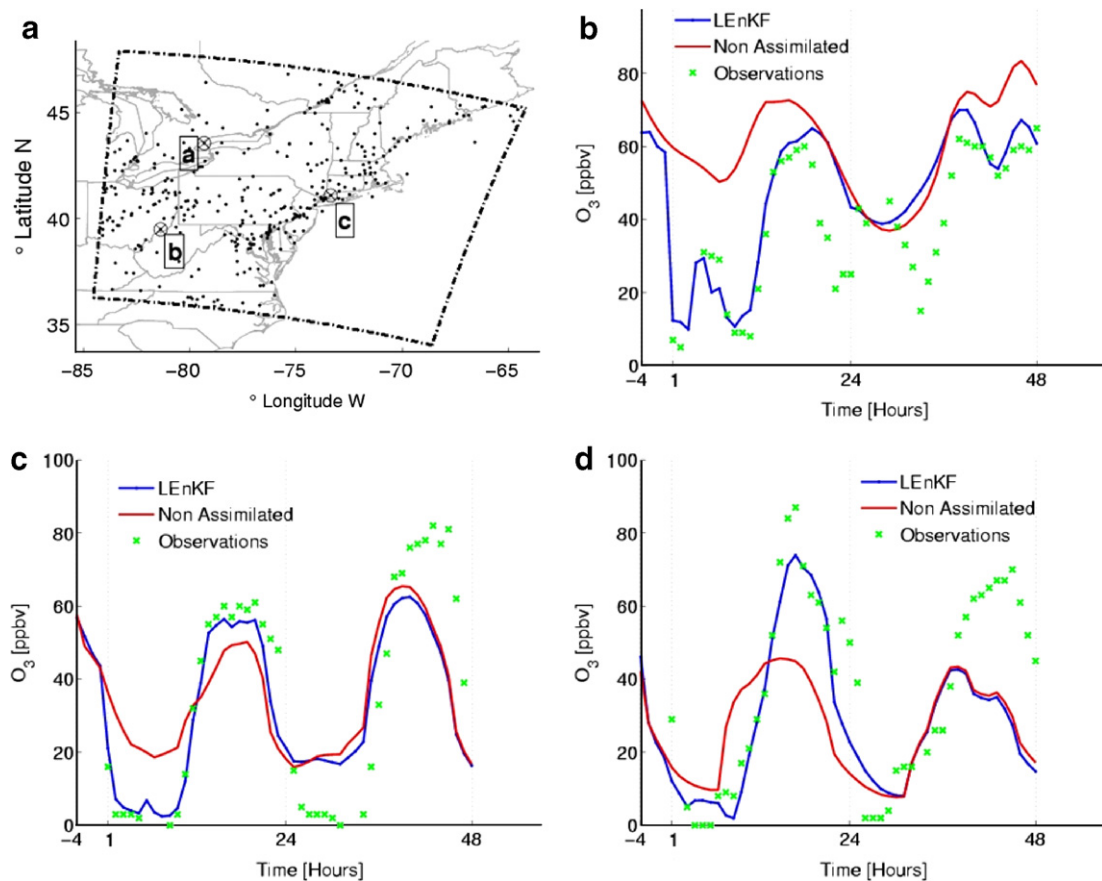 a
45
40
35
° Latitude N
a
b
c
−85
−80
−75
−70
−65
° Longitude W
b
LEnKF
Non Assimilated
Observations
80
60
40
20
0
O3 [ppbv]
−4
1
24
48
Time [Hours]
c
100
80
60
40
20
0
O3 [ppbv]
LEnKF
Non Assimilated
Observations
−4
1
24
48
Time [Hours]
d
100
80
60
40
20
0
O3 [ppbv]
LEnKF
Non Assimilated
Observations
−4
1
24
48
Time [Hours]